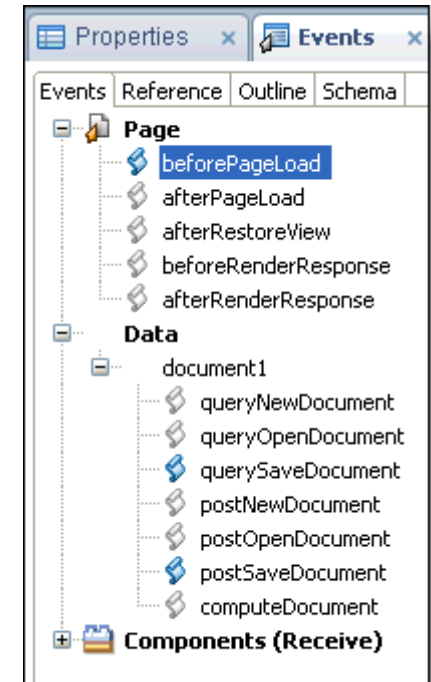 Properties Events
Events Reference Outline Schema
Page
beforePageLoad
afterPageLoad
afterRestoreView
beforeRenderResponse
afterRenderResponse
Data
document1
queryNewDocument
queryOpenDocument
querySaveDocument
postNewDocument
postOpenDocument
postSaveDocument
computeDocument
Components (Receive)